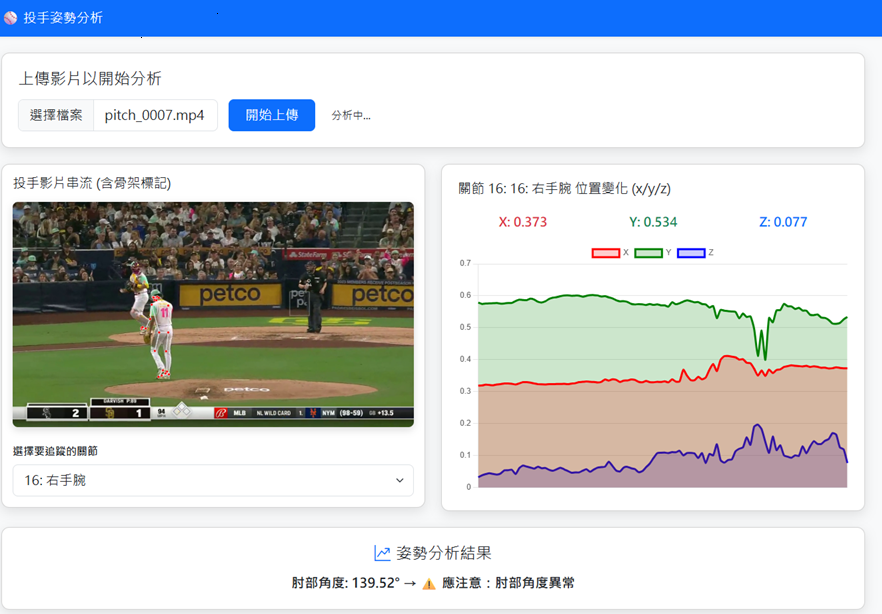 投手姿勢分析
上傳影片以開始分析
選擇檔案 pitch_0007.mp4 開始上傳 分析中...
投手影片串流 (含骨架標記)
StateFarm
petco
petco
11
petco
DARVISH P:88
2 1 94 MLB NL WILD CARD 1. NYM (98-59) GB +13.5
選擇要追蹤的關節
16: 右手腕
關節 16: 16: 右手腕 位置變化 (x/y/z)
X: 0.373 Y: 0.534 Z: 0.077
X Y Z
0.7
0.6
0.5
0.4
0.3
0.2
0.1
0
姿勢分析結果
肘部角度: 139.52° → ⚠️ 應注意：肘部角度異常